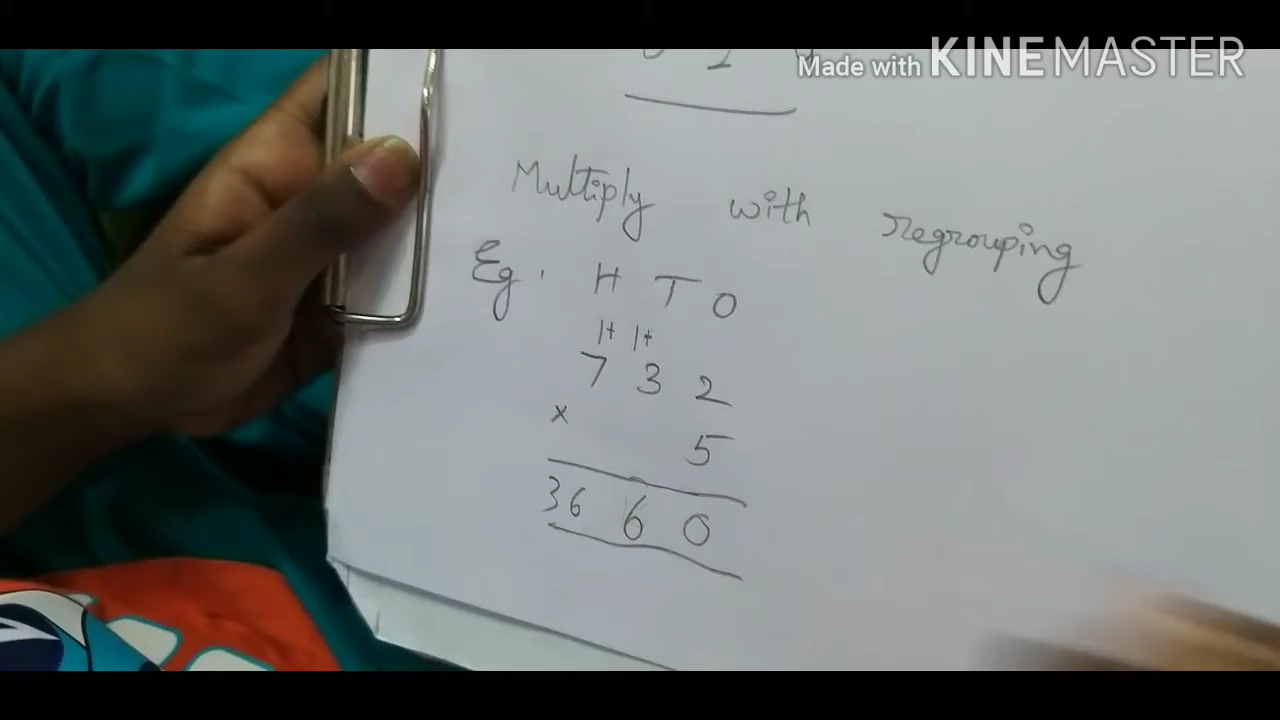 Made with KINEMASTER
Multiply with regrouping
Eg. H T O
1+ 1+
7 3 2
x 5
36 6 0